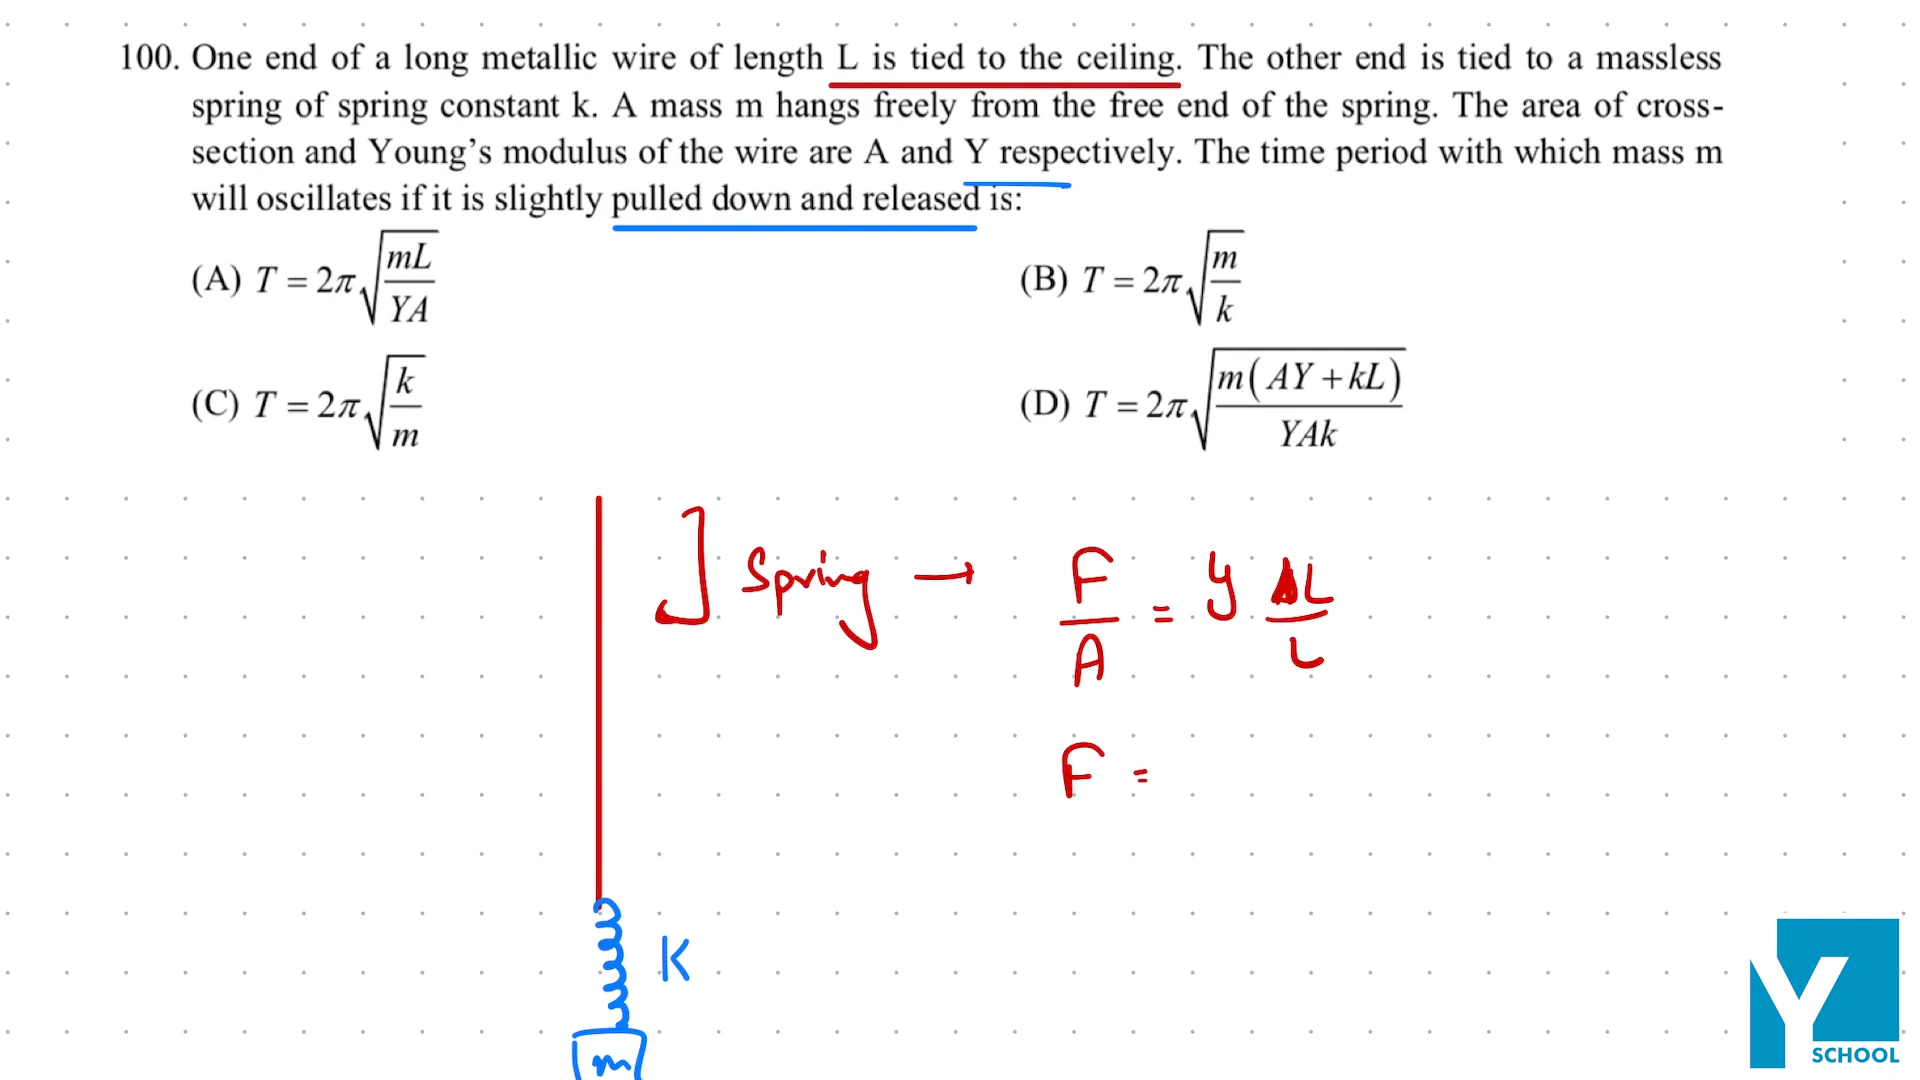 100. One end of a long metallic wire of length L is tied to the ceiling. The other end is tied to a massless
spring of spring constant k. A mass m hangs freely from the free end of the spring. The area of cross-
section and Young's modulus of the wire are A and Y respectively. The time period with which mass m
will oscillates if it is slightly pulled down and released is:
(A) T = 2π√(mL/YA)
(B) T = 2π√(m/k)
(C) T = 2π√(k/m)
(D) T = 2π√(m(AY + kL)/YAk)
Spring → F/A = y ΔL/L
F =
K
m
Y SCHOOL